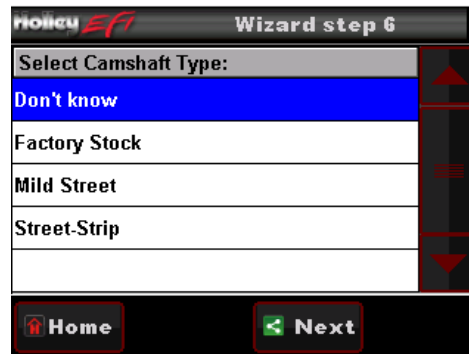 Holley EFI Wizard step 6
Select Camshaft Type:
Don't know
Factory Stock
Mild Street
Street-Strip
Home Next